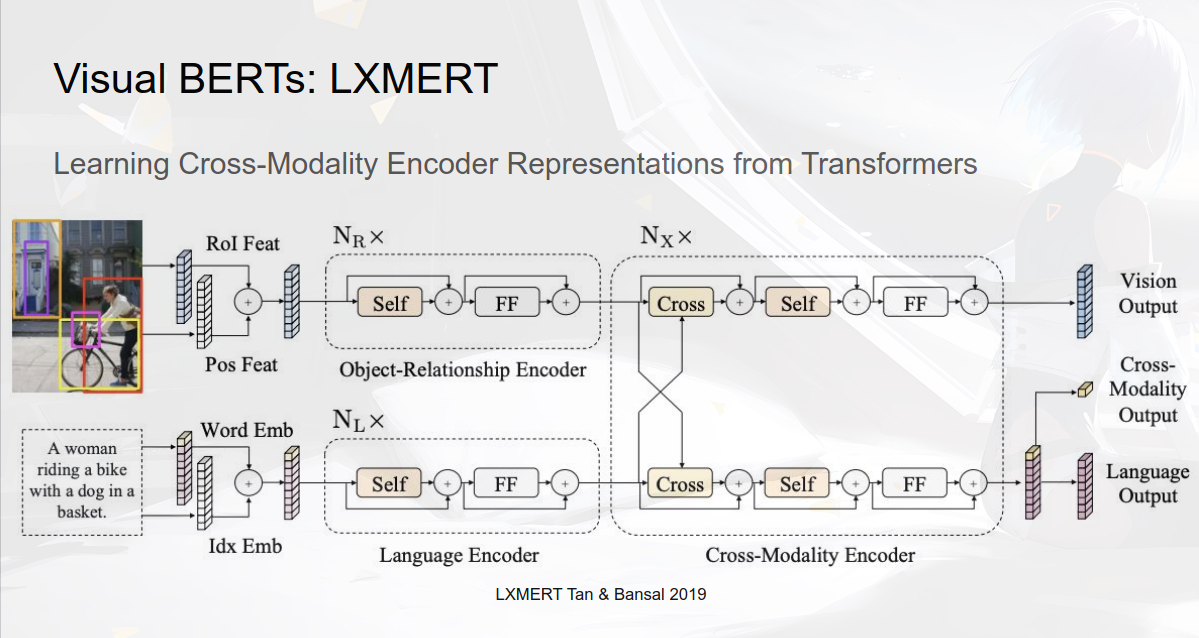 Visual BERTs: LXMERT
Learning Cross-Modality Encoder Representations from Transformers
RoI Feat
Pos Feat
N_R ×
Self
+
FF
+
Object-Relationship Encoder
A woman
riding a bike
with a dog in a
basket.
Word Emb
Idx Emb
N_L ×
Self
+
FF
+
Language Encoder
N_X ×
Cross
+
Self
+
FF
+
Cross
+
Self
+
FF
+
Cross-Modality Encoder
Vision
Output
Cross-
Modality
Output
Language
Output
LXMERT Tan & Bansal 2019